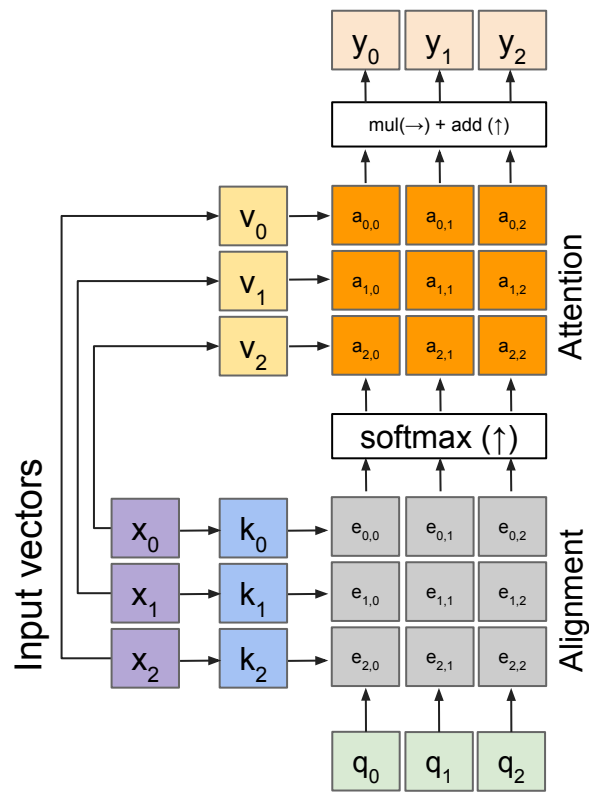 y0 y1 y2
mul(→) + add (↑)
v0 a0,0 a0,1 a0,2
v1 a1,0 a1,1 a1,2
v2 a2,0 a2,1 a2,2
Attention
softmax (↑)
Input vectors
x0 k0 e0,0 e0,1 e0,2
x1 k1 e1,0 e1,1 e1,2
x2 k2 e2,0 e2,1 e2,2
Alignment
q0 q1 q2